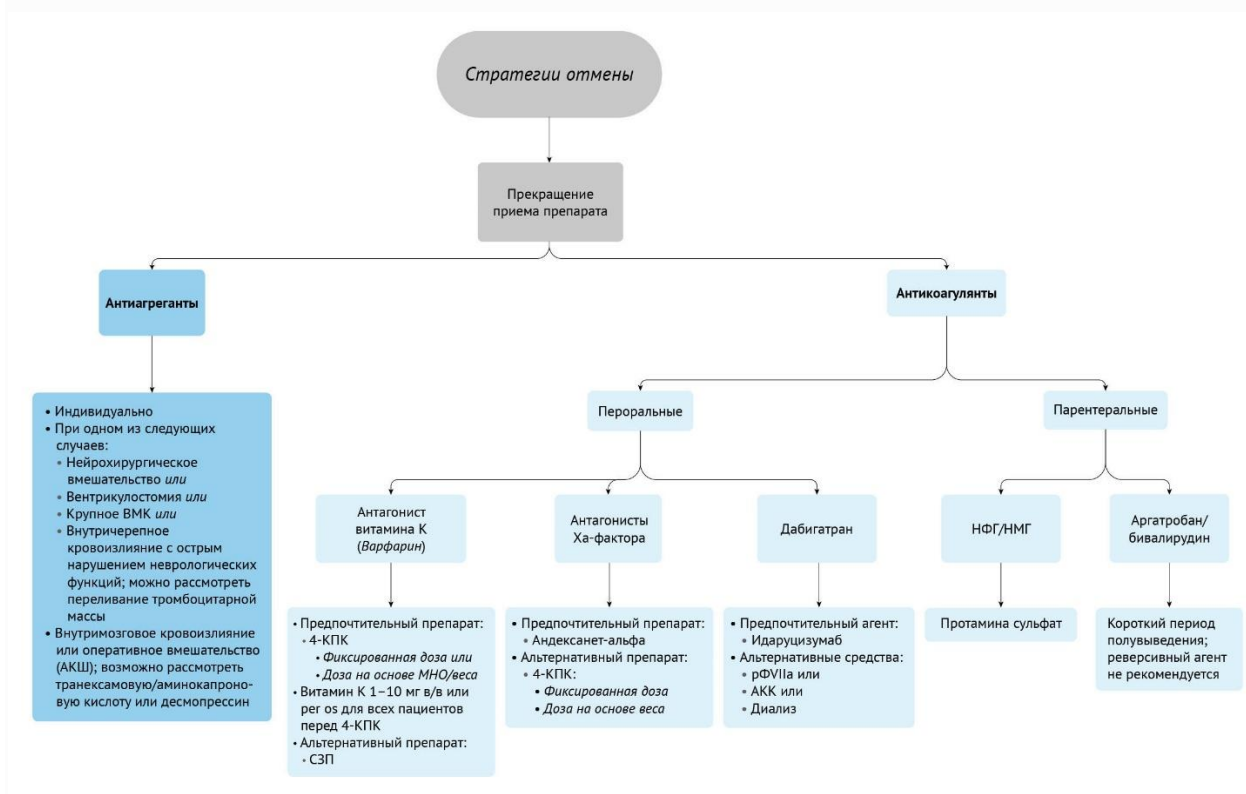 Стратегии отмены
Прекращение
приема препарата
Антиагреганты
• Индивидуально
• При одном из следующих
случаев:
• Нейрохирургическое
вмешательство или
• Вентрикулостомия или
• Крупное ВМК или
• Внутричерепное
кровоизлияние с острым
нарушением неврологических
функций; можно рассмотреть
переливание тромбоцитарной
массы
• Внутримозговое кровоизлияние
или оперативное вмешательство
(АКШ); возможно рассмотреть
транексамовую/аминокапроно-
вую кислоту или десмопрессин
Антикоагулянты
Пероральные
Антагонист
витамина К
(Варфарин)
• Предпочтительный препарат:
• 4-КПК
• Фиксированная доза или
• Доза на основе МНО/веса
• Витамин К 1–10 мг в/в или
per os для всех пациентов
перед 4-КПК
• Альтернативный препарат:
• СЗП
Антагонисты
Ха-фактора
• Предпочтительный препарат:
• Андексанет-альфа
• Альтернативный препарат:
• 4-КПК:
• Фиксированная доза
• Доза на основе веса
Дабигатран
• Предпочтительный агент:
• Идаруцизумаб
• Альтернативные средства:
• рФVIIa или
• АКК или
• Диализ
Парентеральные
НФГ/НМГ
Протамина сульфат
Аргатробан/
бивалирудин
Короткий период
полувыведения;
реверсивный агент
не рекомендуется